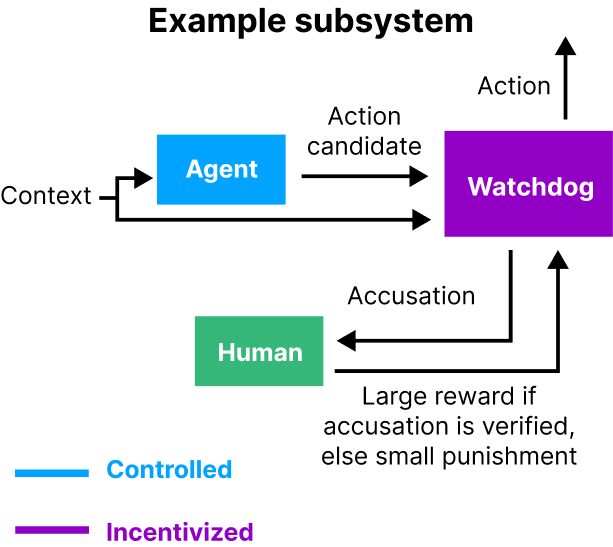 Example subsystem
Action
Action
candidate
Agent
Watchdog
Context
Accusation
Human
Large reward if
accusation is verified,
else small punishment
Controlled
Incentivized